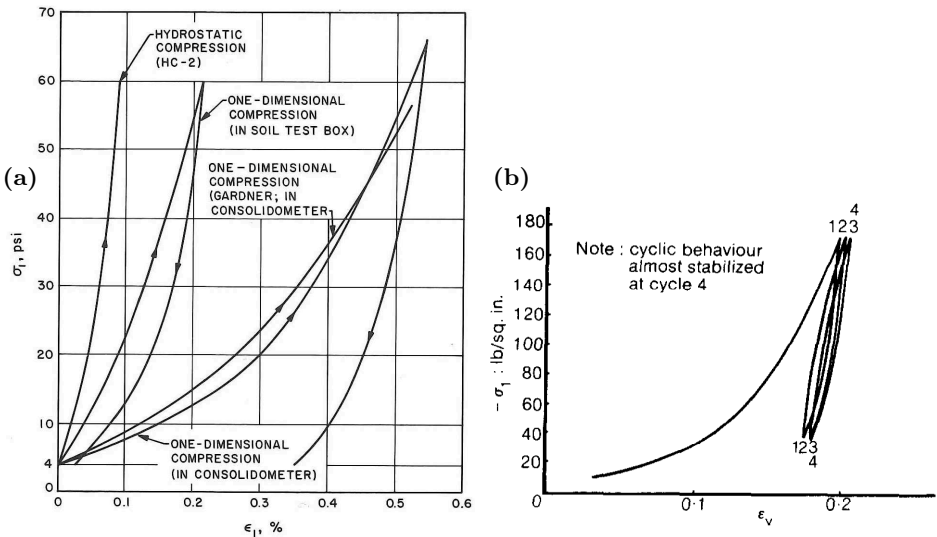 (a)
70
60
50
40
30
20
10
4
0
σ₁, psi
HYDROSTATIC
COMPRESSION
(HC-2)
ONE-DIMENSIONAL
COMPRESSION
(IN SOIL TEST BOX)
ONE-DIMENSIONAL
COMPRESSION
(GARDNER; IN
CONSOLIDOMETER)
ONE-DIMENSIONAL
COMPRESSION
(IN CONSOLIDOMETER)
0 0.1 0.2 0.3 0.4 0.5 0.6
ϵ₁, %
(b)
180
160
140
120
100
80
60
40
20
0
- σ₁ : lb/sq. in.
Note : cyclic behaviour
almost stabilized
at cycle 4
4
123
123
4
0.1 0.2
εᵥ